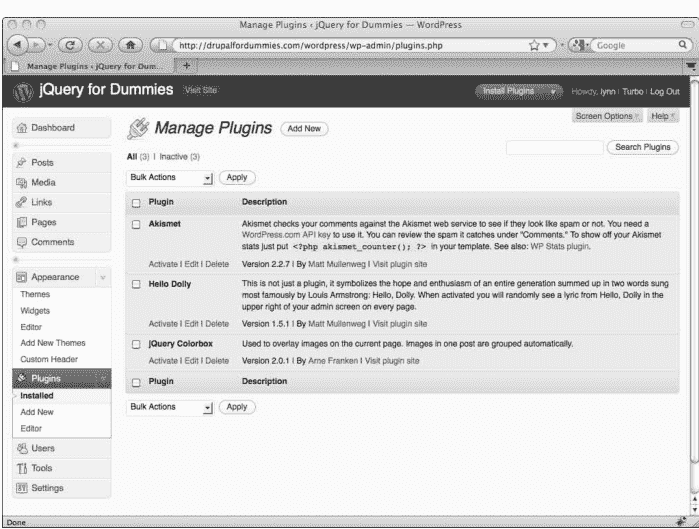 Manage Plugins ‹ jQuery for Dummies — WordPress
http://drupalfordummies.com/wordpress/wp-admin/plugins.php
Google
Manage Plugins ‹ jQuery for Dum...
jQuery for Dummies
Visit Site
Install Plugins
Howdy, lynn | Turbo | Log Out
Screen Options
Help
Dashboard
Posts
Media
Links
Pages
Comments
Appearance
Themes
Widgets
Editor
Add New Themes
Custom Header
Plugins
Installed
Add New
Editor
Users
Tools
Settings
Manage Plugins
Add New
All (3) | Inactive (3)
Search Plugins
Bulk Actions
Apply
Plugin
Description
Akismet
Akismet checks your comments against the Akismet web service to see if they look like spam or not. You need a
WordPress.com API key to use it. You can review the spam it catches under "Comments." To show off your Akismet
stats just put <?php akismet_counter(); ?> in your template. See also: WP Stats plugin.
Activate | Edit | Delete
Version 2.2.7 | By Matt Mullenweg | Visit plugin site
Hello Dolly
This is not just a plugin, it symbolizes the hope and enthusiasm of an entire generation summed up in two words sung
most famously by Louis Armstrong: Hello, Dolly. When activated you will randomly see a lyric from Hello, Dolly in the
upper right of your admin screen on every page.
Activate | Edit | Delete
Version 1.5.1 | By Matt Mullenweg | Visit plugin site
jQuery Colorbox
Used to overlay images on the current page. Images in one post are grouped automatically.
Activate | Edit | Delete
Version 2.0.1 | By Arne Franken | Visit plugin site
Plugin
Description
Bulk Actions
Apply
Done